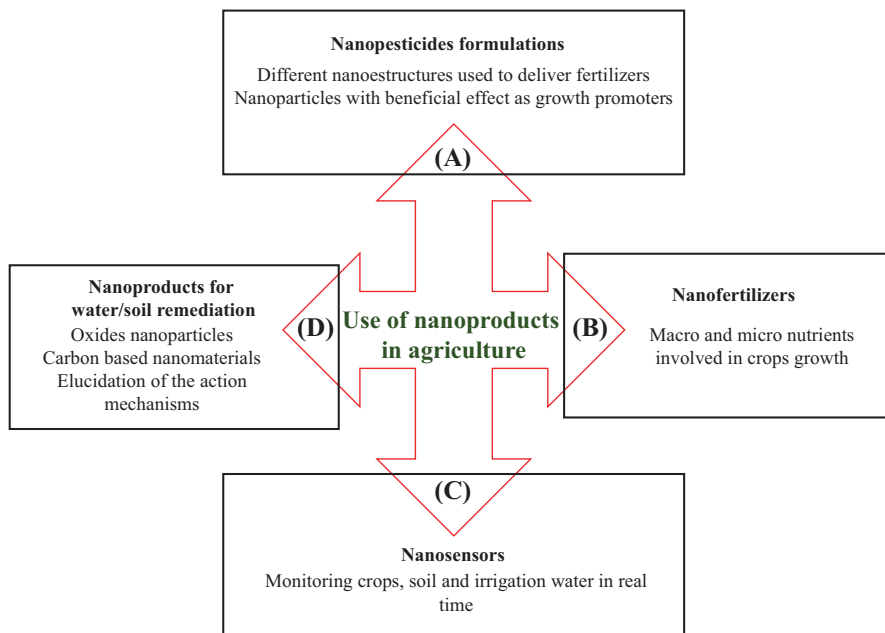 Nanopesticides formulations
Different nanoestructures used to deliver fertilizers
Nanoparticles with beneficial effect as growth promoters
(A)
Nanoproducts for
water/soil remediation
Oxides nanoparticles
Carbon based nanomaterials
Elucidation of the action
mechanisms
(D)
Use of nanoproducts
in agriculture
(B)
Nanofertilizers
Macro and micro nutrients
involved in crops growth
(C)
Nanosensors
Monitoring crops, soil and irrigation water in real
time